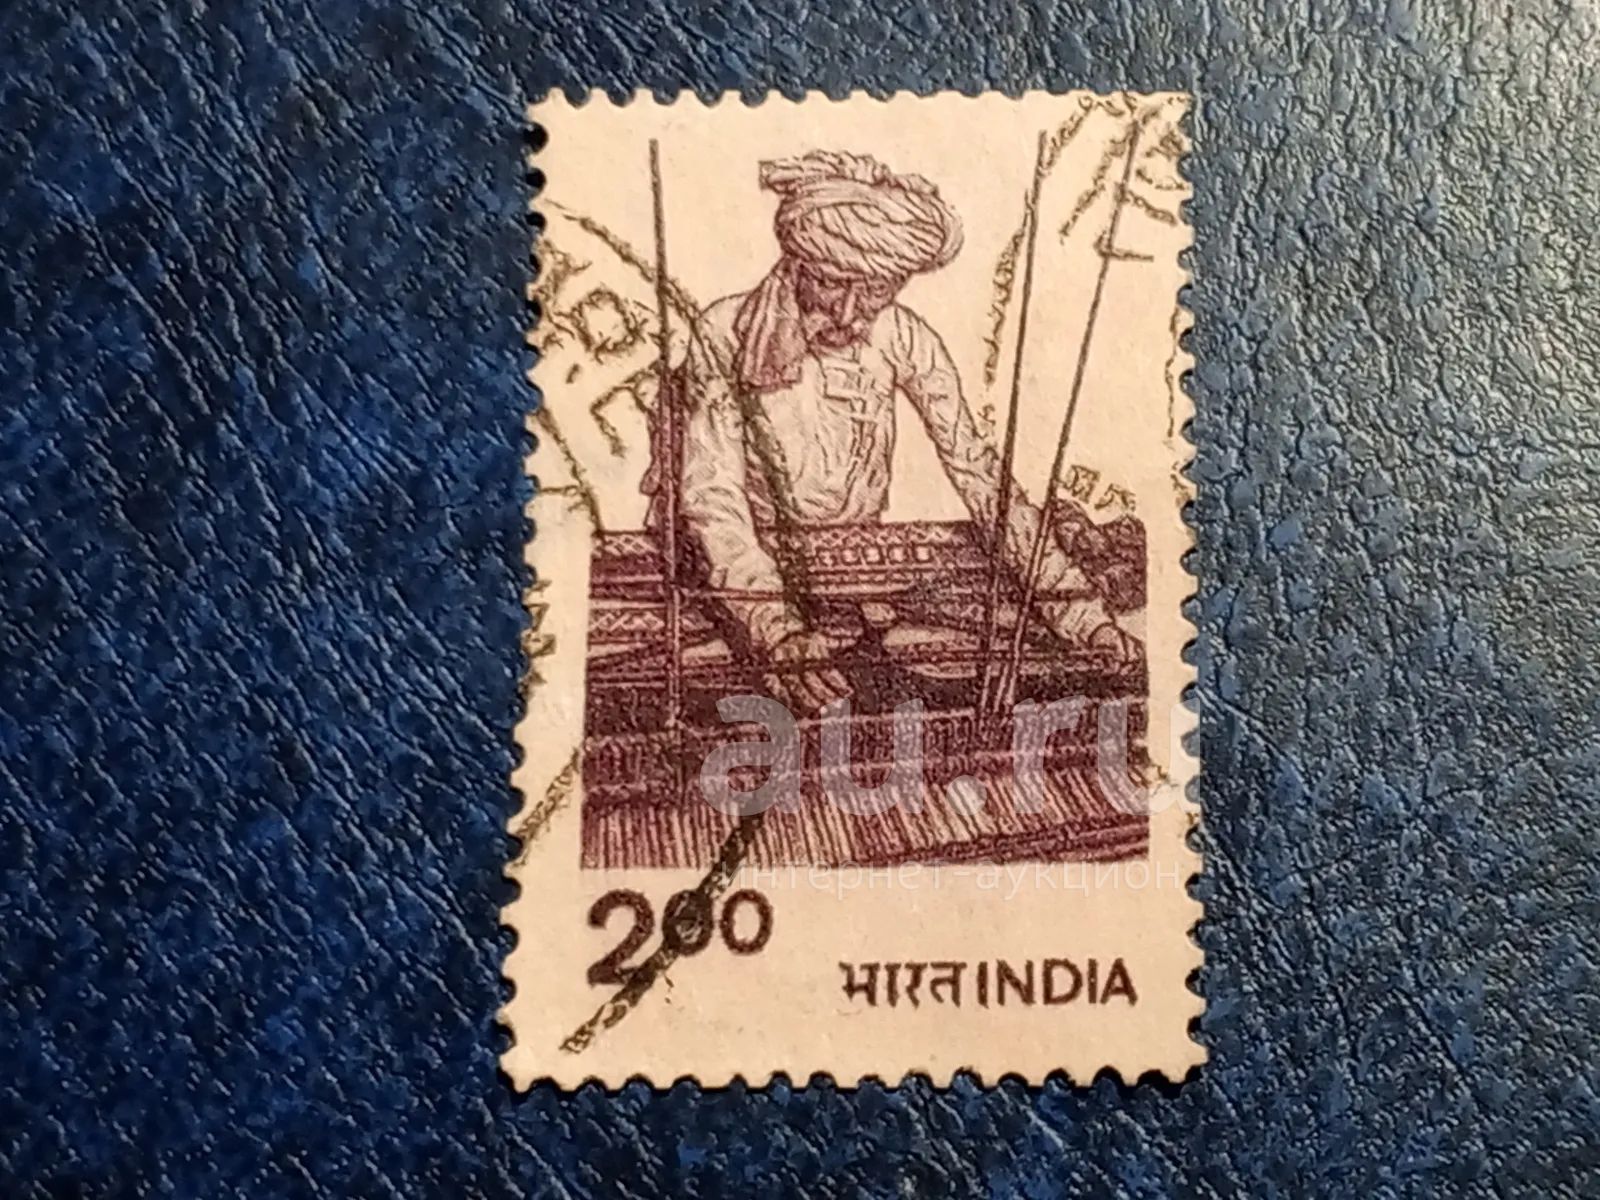 au.ru
интернет-аукцион
2.00
भारत INDIA